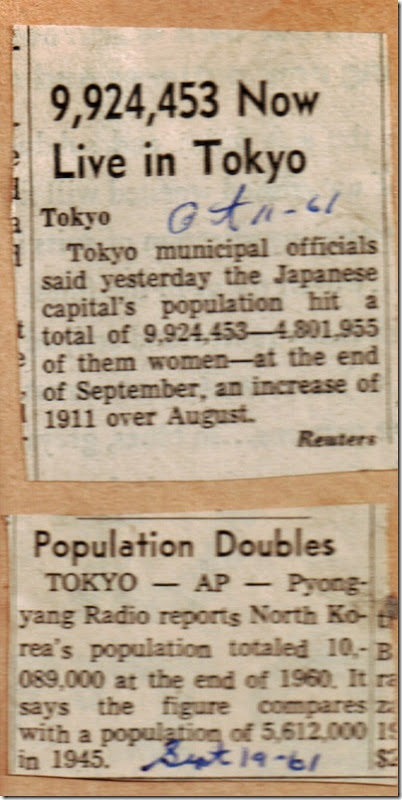 9,924,453 Now
Live in Tokyo
Tokyo
Oct 11-61
Tokyo municipal officials
said yesterday the Japanese
capital's population hit a
total of 9,924,453—4,801,955
of them women—at the end
of September, an increase of
1911 over August.
Reuters
Population Doubles
TOKYO — AP — Pyong-
yang Radio reports North Ko-
rea's population totaled 10,-
089,000 at the end of 1960. It
says the figure compares
with a population of 5,612,000
in 1945.
Sept 19-61